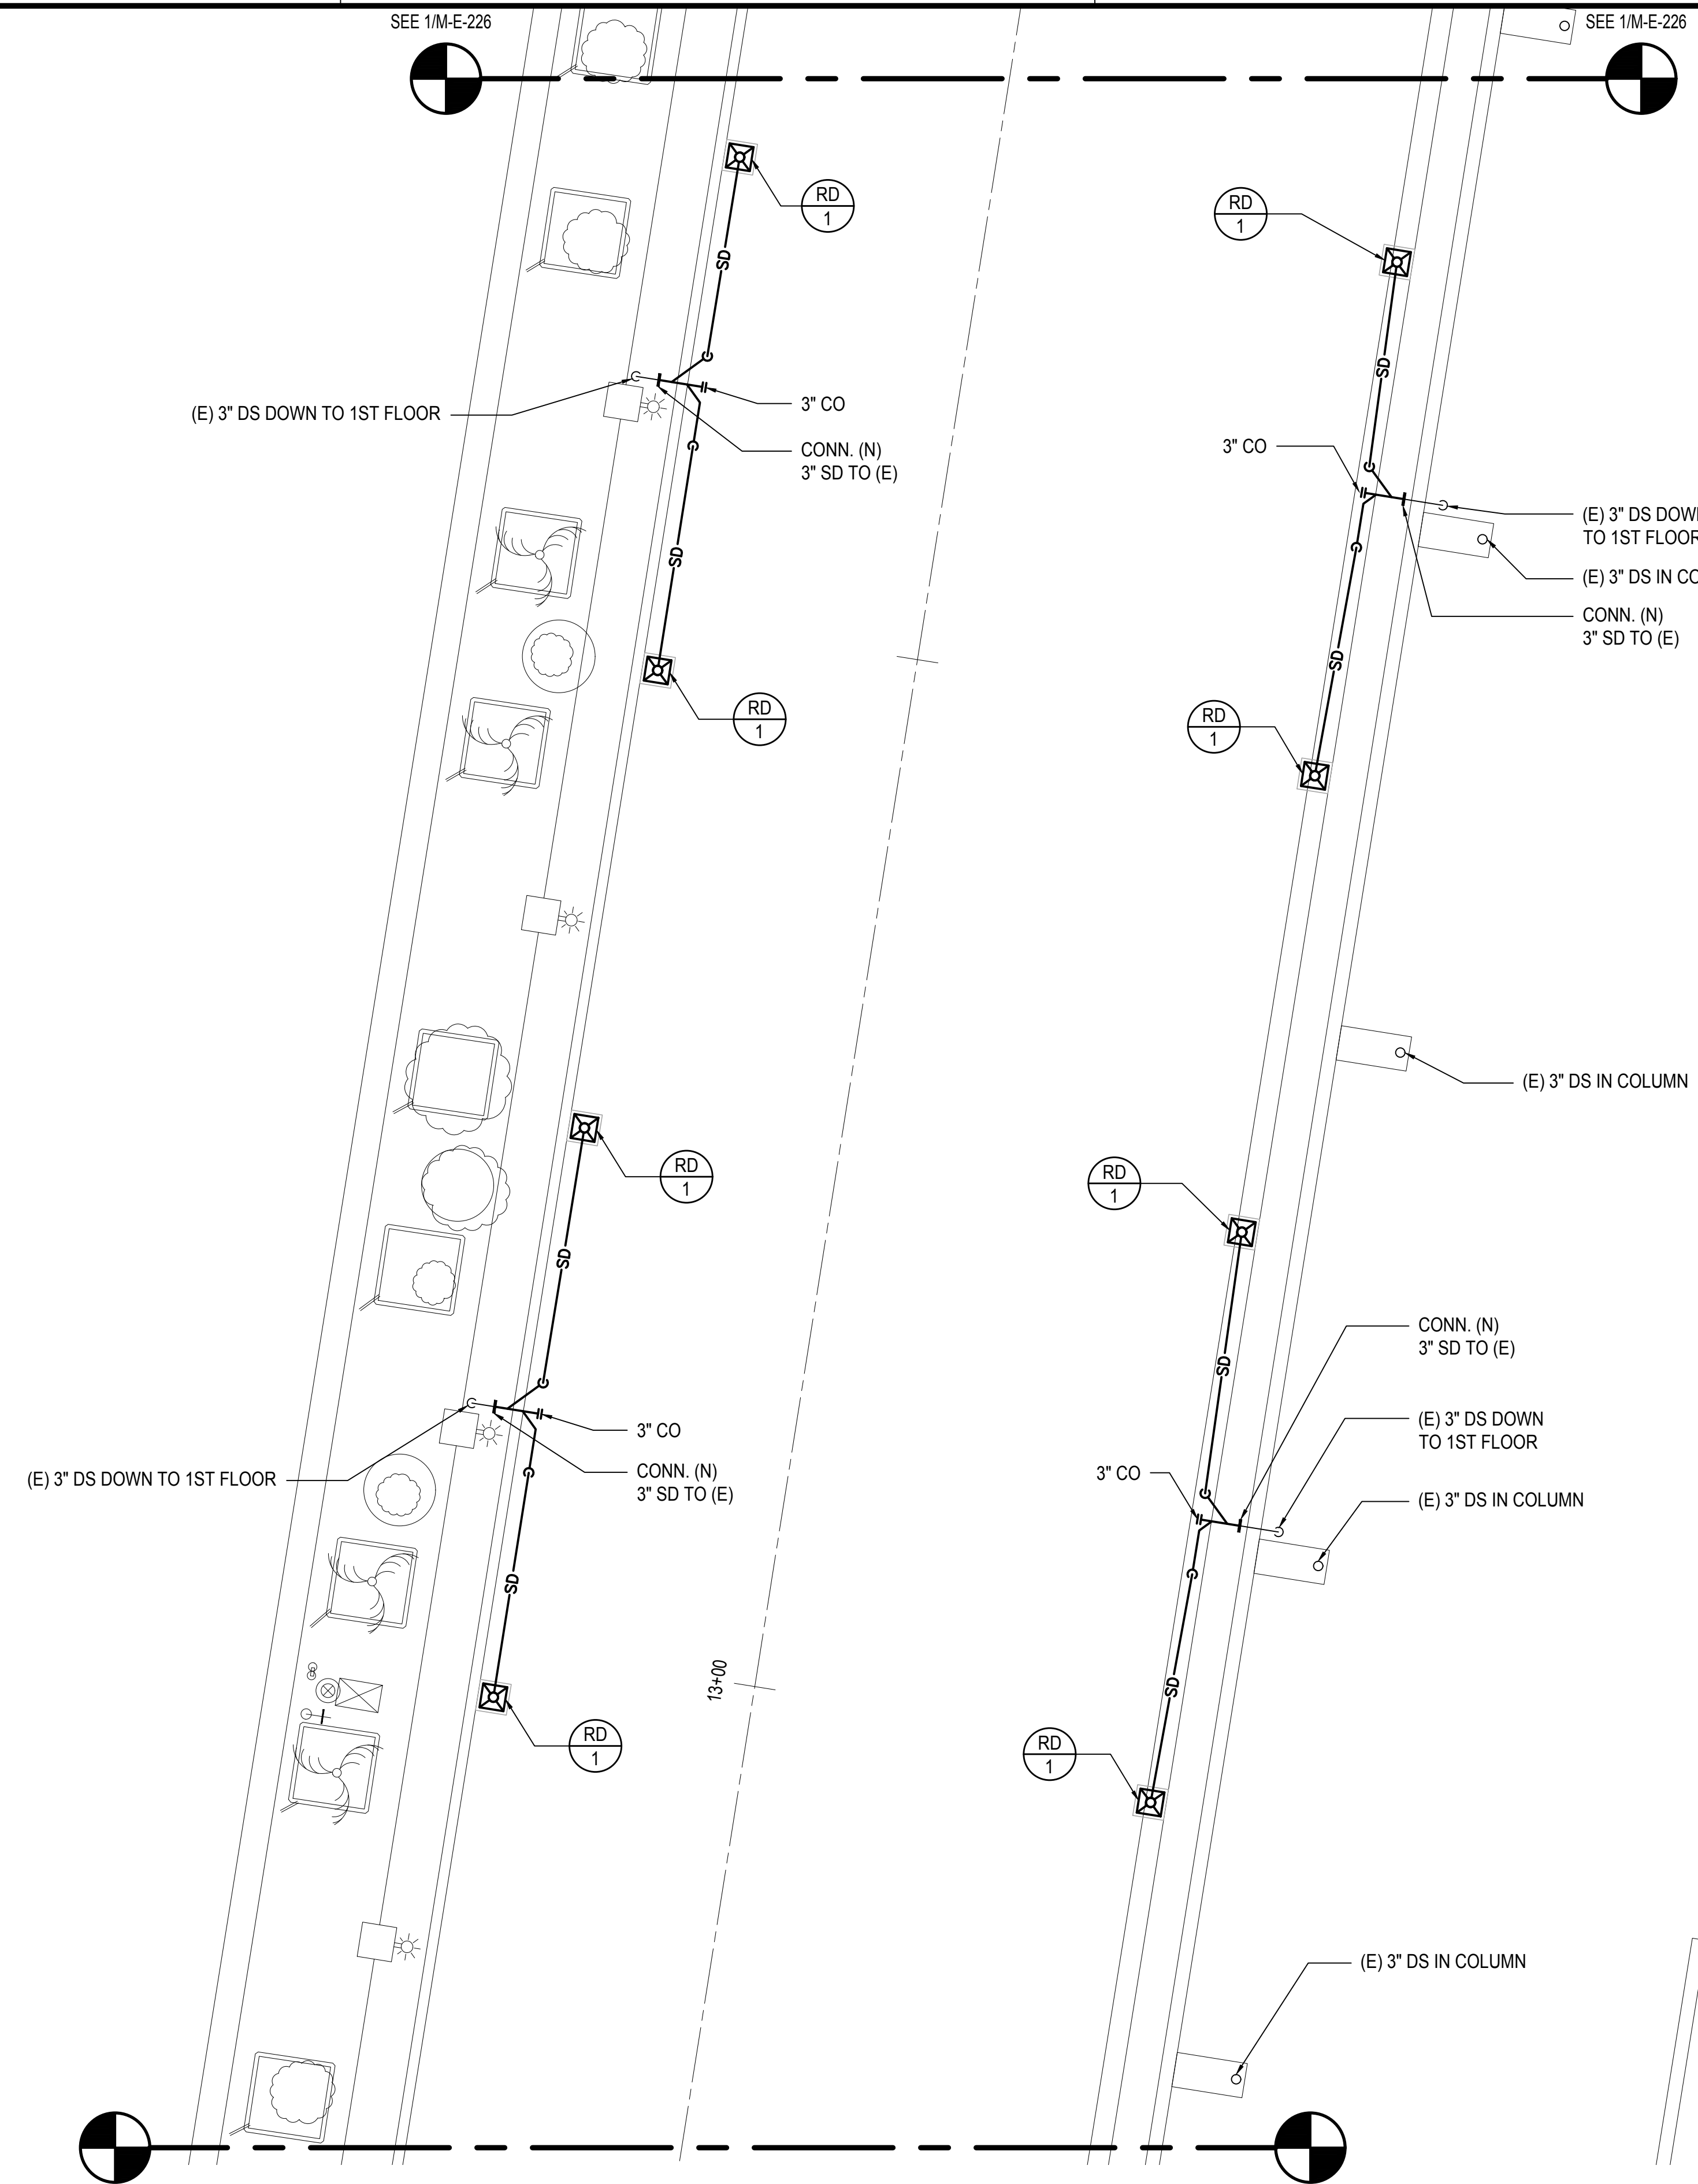 SEE 1/M-E-226
SEE 1/M-E-226
RD
1
RD
1
SD
SD
(E) 3" DS DOWN TO 1ST FLOOR
3" CO
CONN. (N)
3" SD TO (E)
3" CO
(E) 3" DS DOWN
TO 1ST FLOOR
(E) 3" DS IN CO
CONN. (N)
3" SD TO (E)
SD
SD
RD
1
RD
1
(E) 3" DS IN COLUMN
RD
1
RD
1
SD
SD
CONN. (N)
3" SD TO (E)
(E) 3" DS DOWN
TO 1ST FLOOR
3" CO
(E) 3" DS DOWN TO 1ST FLOOR
CONN. (N)
3" SD TO (E)
3" CO
(E) 3" DS IN COLUMN
SD
SD
13+00
RD
1
RD
1
(E) 3" DS IN COLUMN